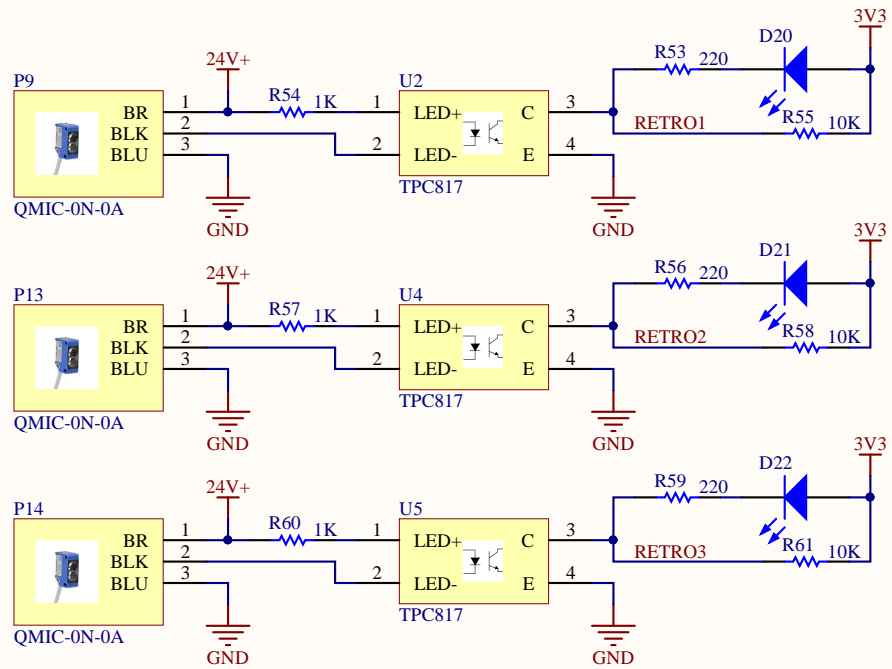 3V3
R53 220 D20
24V+
P9 R54 1K U2
BR 1 1 LED+ C 3
BLK 2 RETRO1 R55 10K
BLU 3 2 LED- E 4
QMIC-0N-0A TPC817
GND GND
3V3
R56 220 D21
24V+
P13 R57 1K U4
BR 1 1 LED+ C 3
BLK 2 RETRO2 R58 10K
BLU 3 2 LED- E 4
QMIC-0N-0A TPC817
GND GND
3V3
R59 220 D22
24V+
P14 R60 1K U5
BR 1 1 LED+ C 3
BLK 2 RETRO3 R61 10K
BLU 3 2 LED- E 4
QMIC-0N-0A TPC817
GND GND